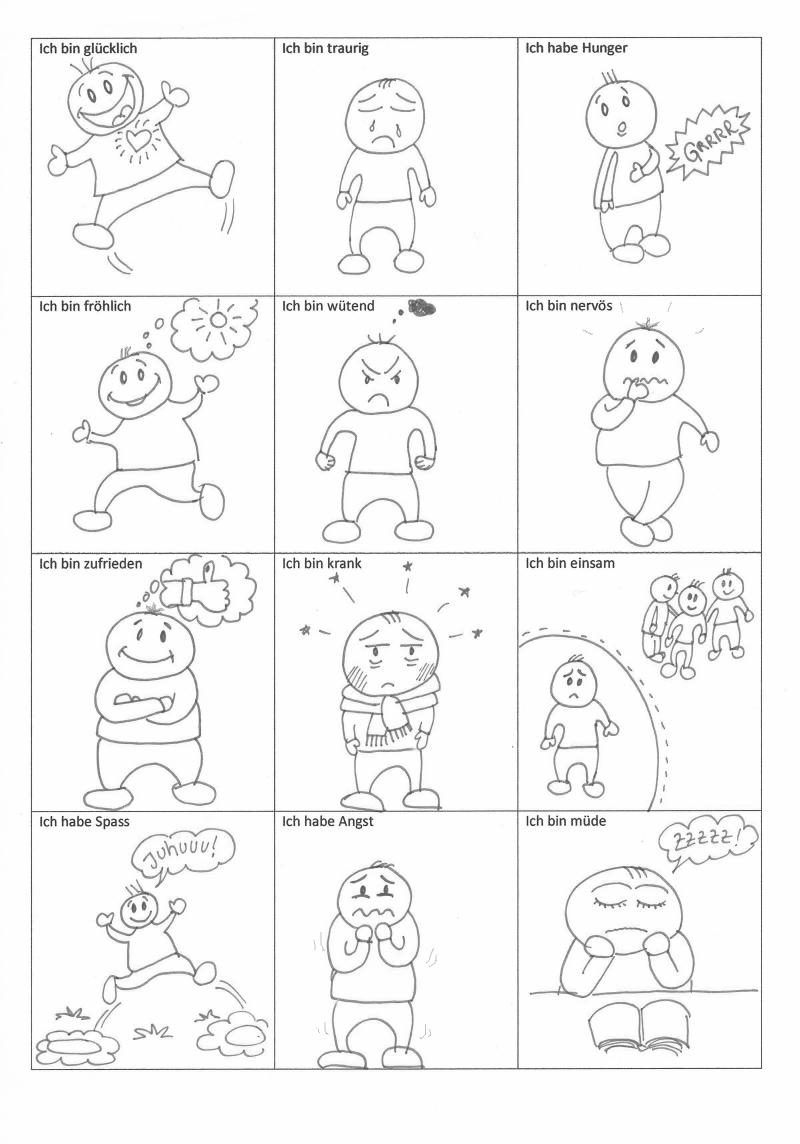 Ich bin glücklich
Ich bin traurig
Ich habe Hunger
GRRRR
Ich bin fröhlich
Ich bin wütend
Ich bin nervös
Ich bin zufrieden
Ich bin krank
Ich bin einsam
Ich habe Spass
Juhuuu!
Ich habe Angst
Ich bin müde
ZZZZZ!